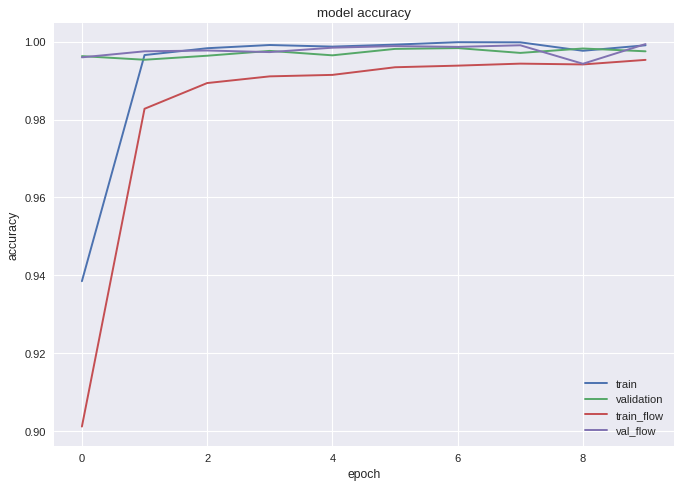 model accuracy
accuracy
1.00
0.98
0.96
0.94
0.92
0.90
0
2
4
6
8
epoch
train
validation
train_flow
val_flow